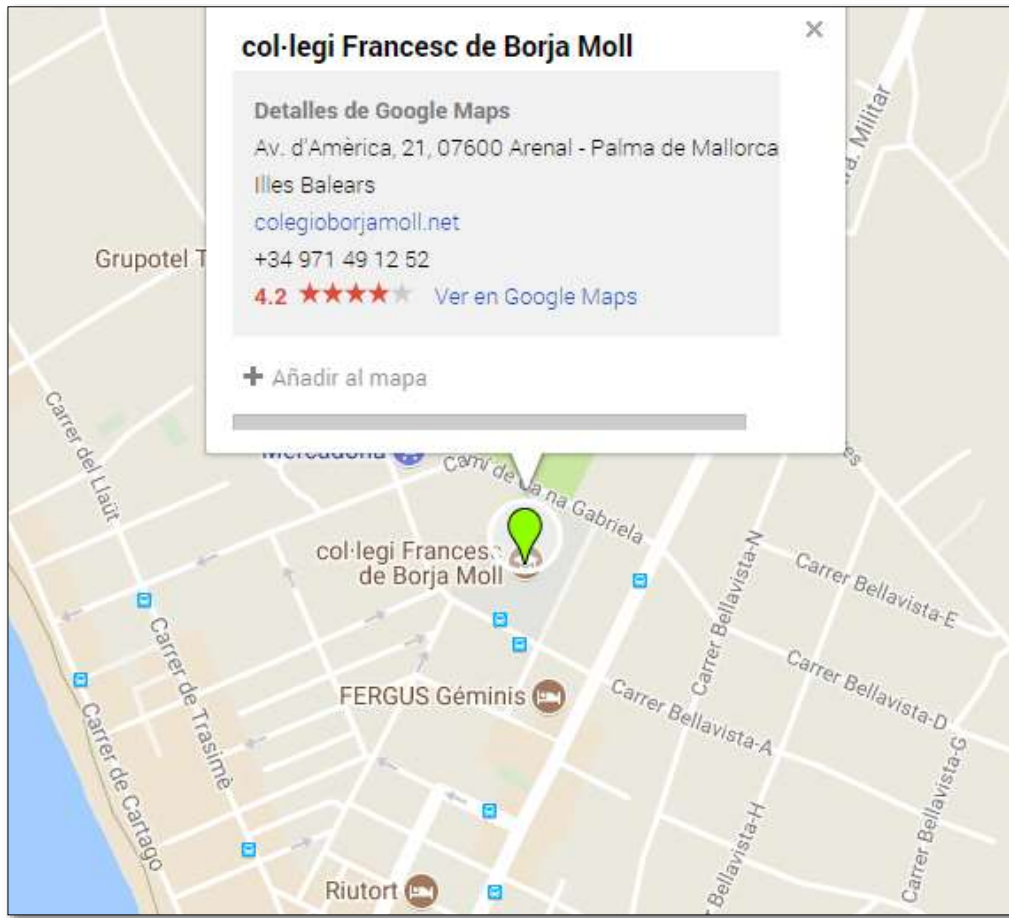 col·legi Francesc de Borja Moll
Detalles de Google Maps
Av. d'Amèrica, 21, 07600 Arenal - Palma de Mallorca
Illes Balears
colegioborjamoll.net
+34 971 49 12 52
4.2 Ver en Google Maps
Añadir al mapa
Militar
Grupotel
Carrer del Llaüt
Mercadona
Camí de Ca na Gabriela
col·legi Francesc
de Borja Moll
Carrer Bellavista-N
Carrer Bellavista-E
Carrer de Trasimè
FERGUS Géminis
Carrer Bellavista-A
Carrer Bellavista-D
Carrer de Cartago
Carrer Bellavista-G
Bellavista-H
Riutort